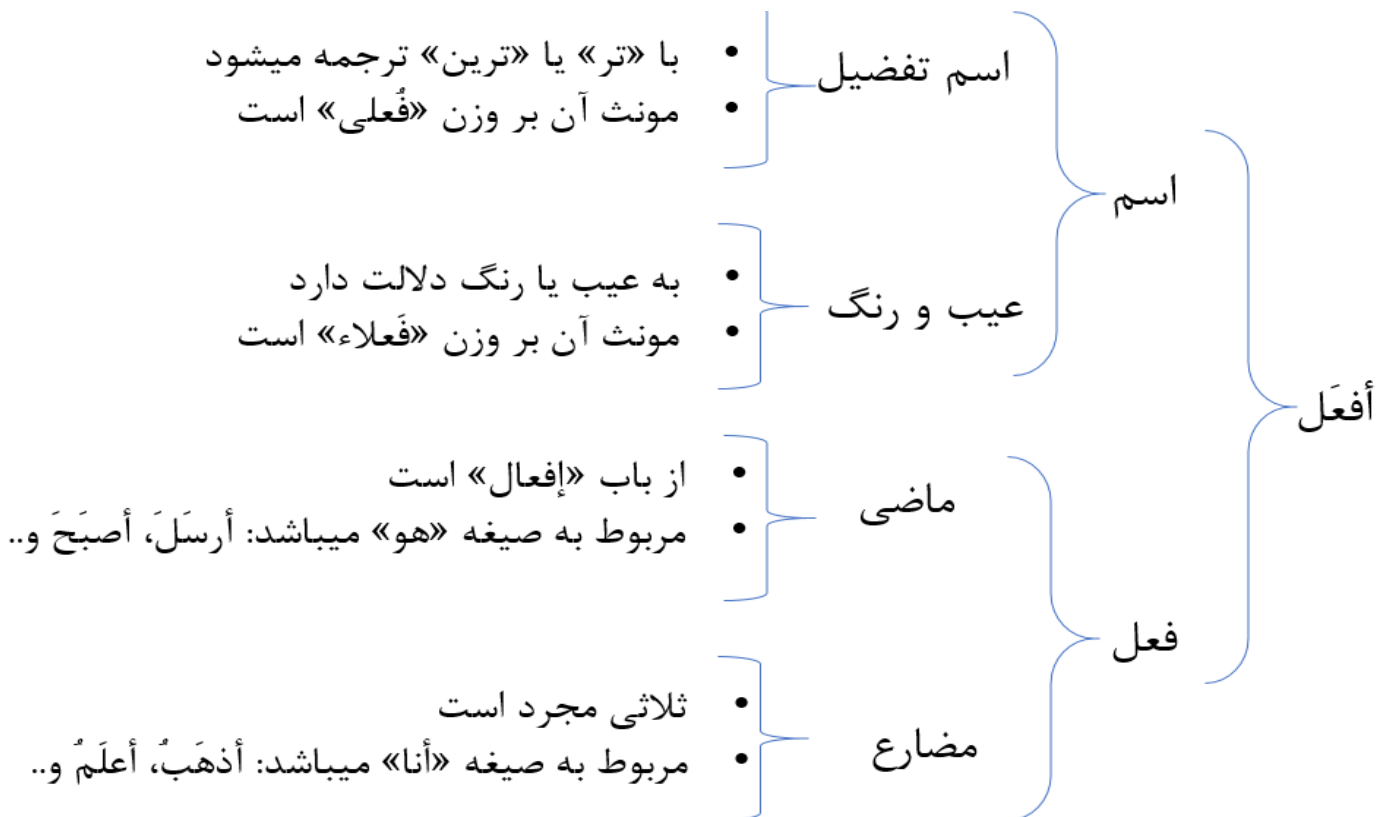 أفعَل
اسم
اسم تفضیل
• با «تر» یا «ترین» ترجمه میشود
• مونث آن بر وزن «فُعلی» است
عیب و رنگ
• به عیب یا رنگ دلالت دارد
• مونث آن بر وزن «فَعلاء» است
فعل
ماضی
• از باب «إفعال» است
• مربوط به صیغه «هو» میباشد: أرسَلَ، أصبَحَ و..
مضارع
• ثلاثی مجرد است
• مربوط به صیغه «أنا» میباشد: أذهَبُ، أعلَمُ و..